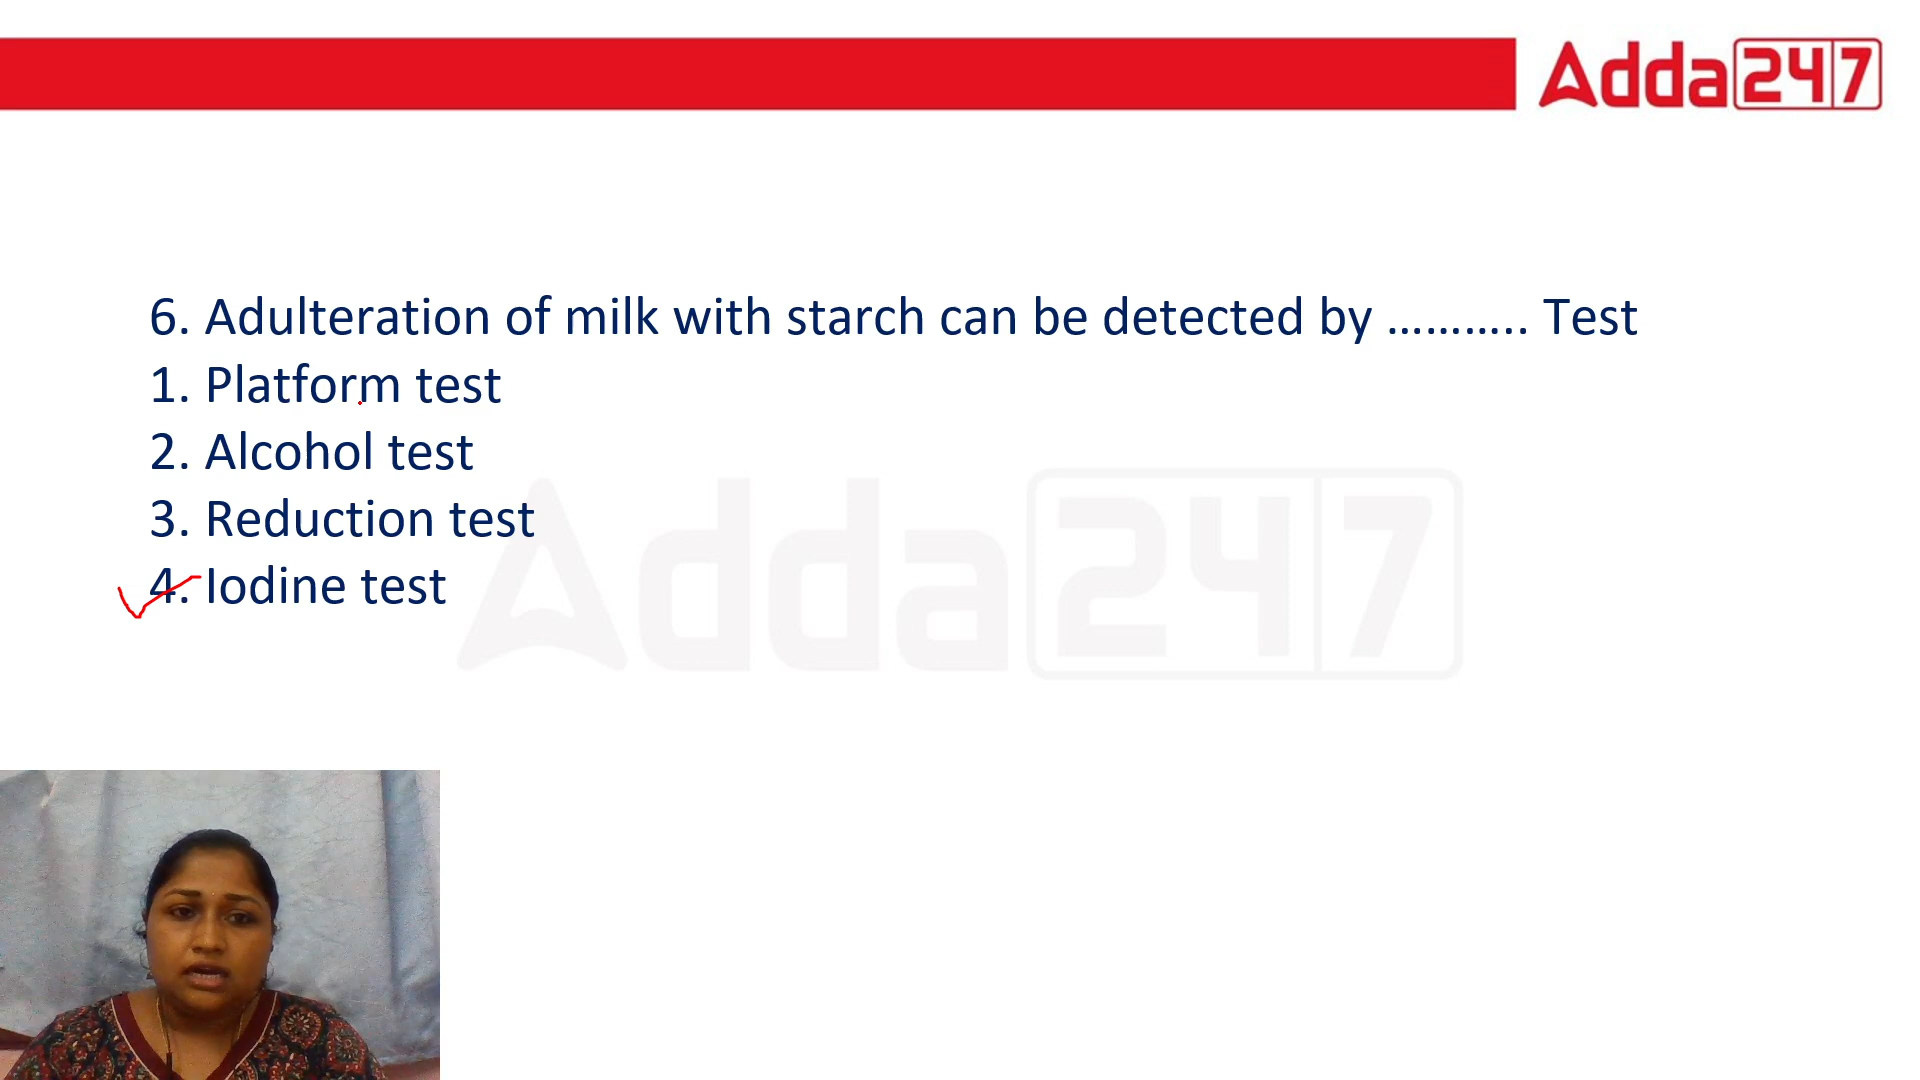 Adda247
6. Adulteration of milk with starch can be detected by ……….. Test
1. Platform test
2. Alcohol test
3. Reduction test
4. Iodine test
Adda247